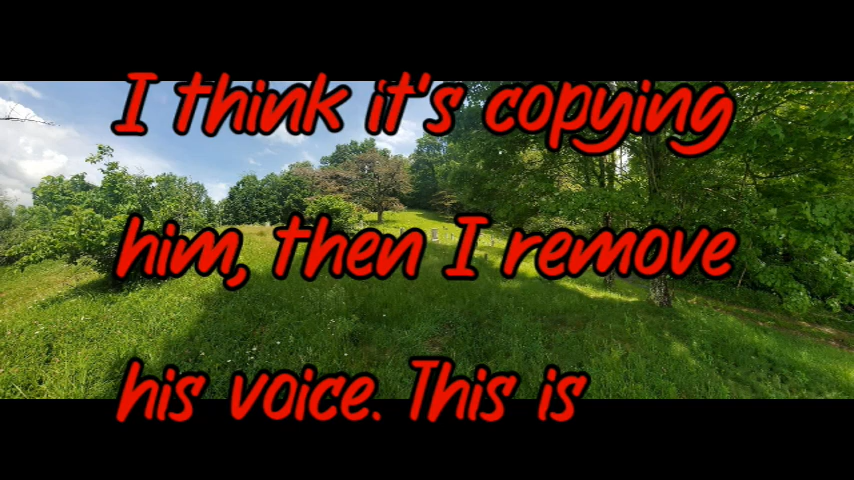 I think it's copying
him, then I remove
his voice. This is